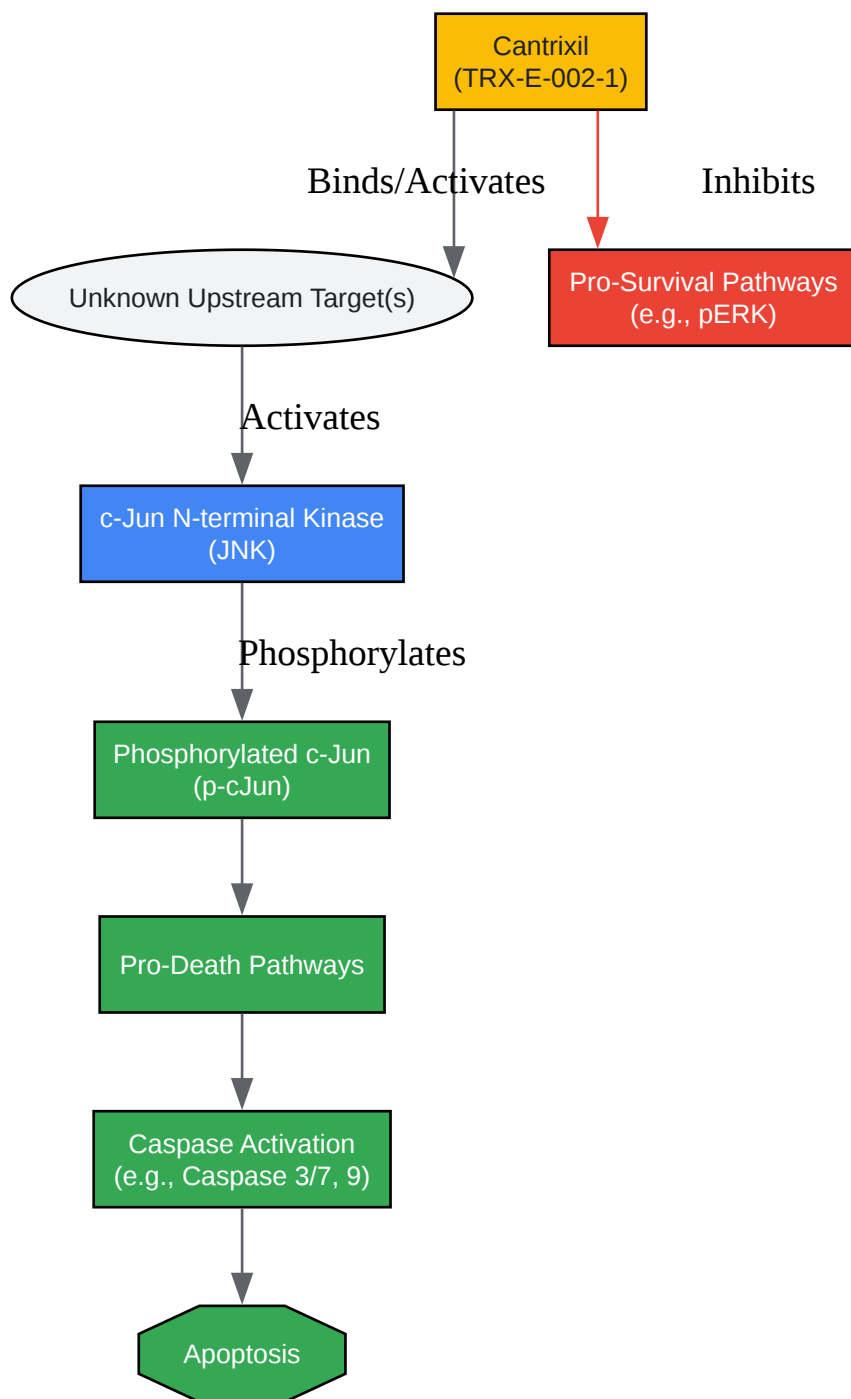 Cantrixil
(TRX-E-002-1)
Binds/Activates
Inhibits
Unknown Upstream Target(s)
Pro-Survival Pathways
(e.g., pERK)
Activates
c-Jun N-terminal Kinase
(JNK)
Phosphorylates
Phosphorylated c-Jun
(p-cJun)
Pro-Death Pathways
Caspase Activation
(e.g., Caspase 3/7, 9)
Apoptosis